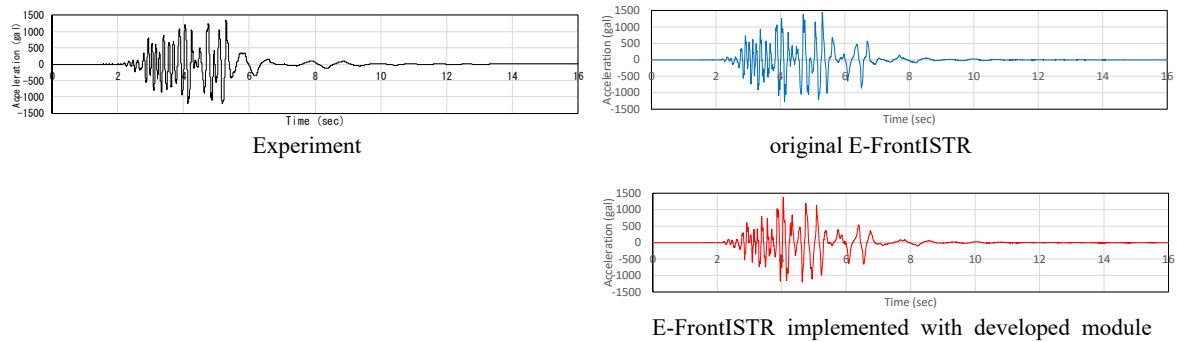 1500
1000
500
0
-500
-1000
-1500
Acceleration (gal)
0 2 4 6 8 10 12 14 16
Time (sec)
Experiment
1500
1000
500
0
-500
-1000
-1500
Acceleration (gal)
0 2 4 6 8 10 12 14 16
Time (sec)
original E-FrontISTR
1500
1000
500
0
-500
-1000
-1500
Acceleration (gal)
0 2 4 6 8 10 12 14 16
Time (sec)
E-FrontISTR implemented with developed module